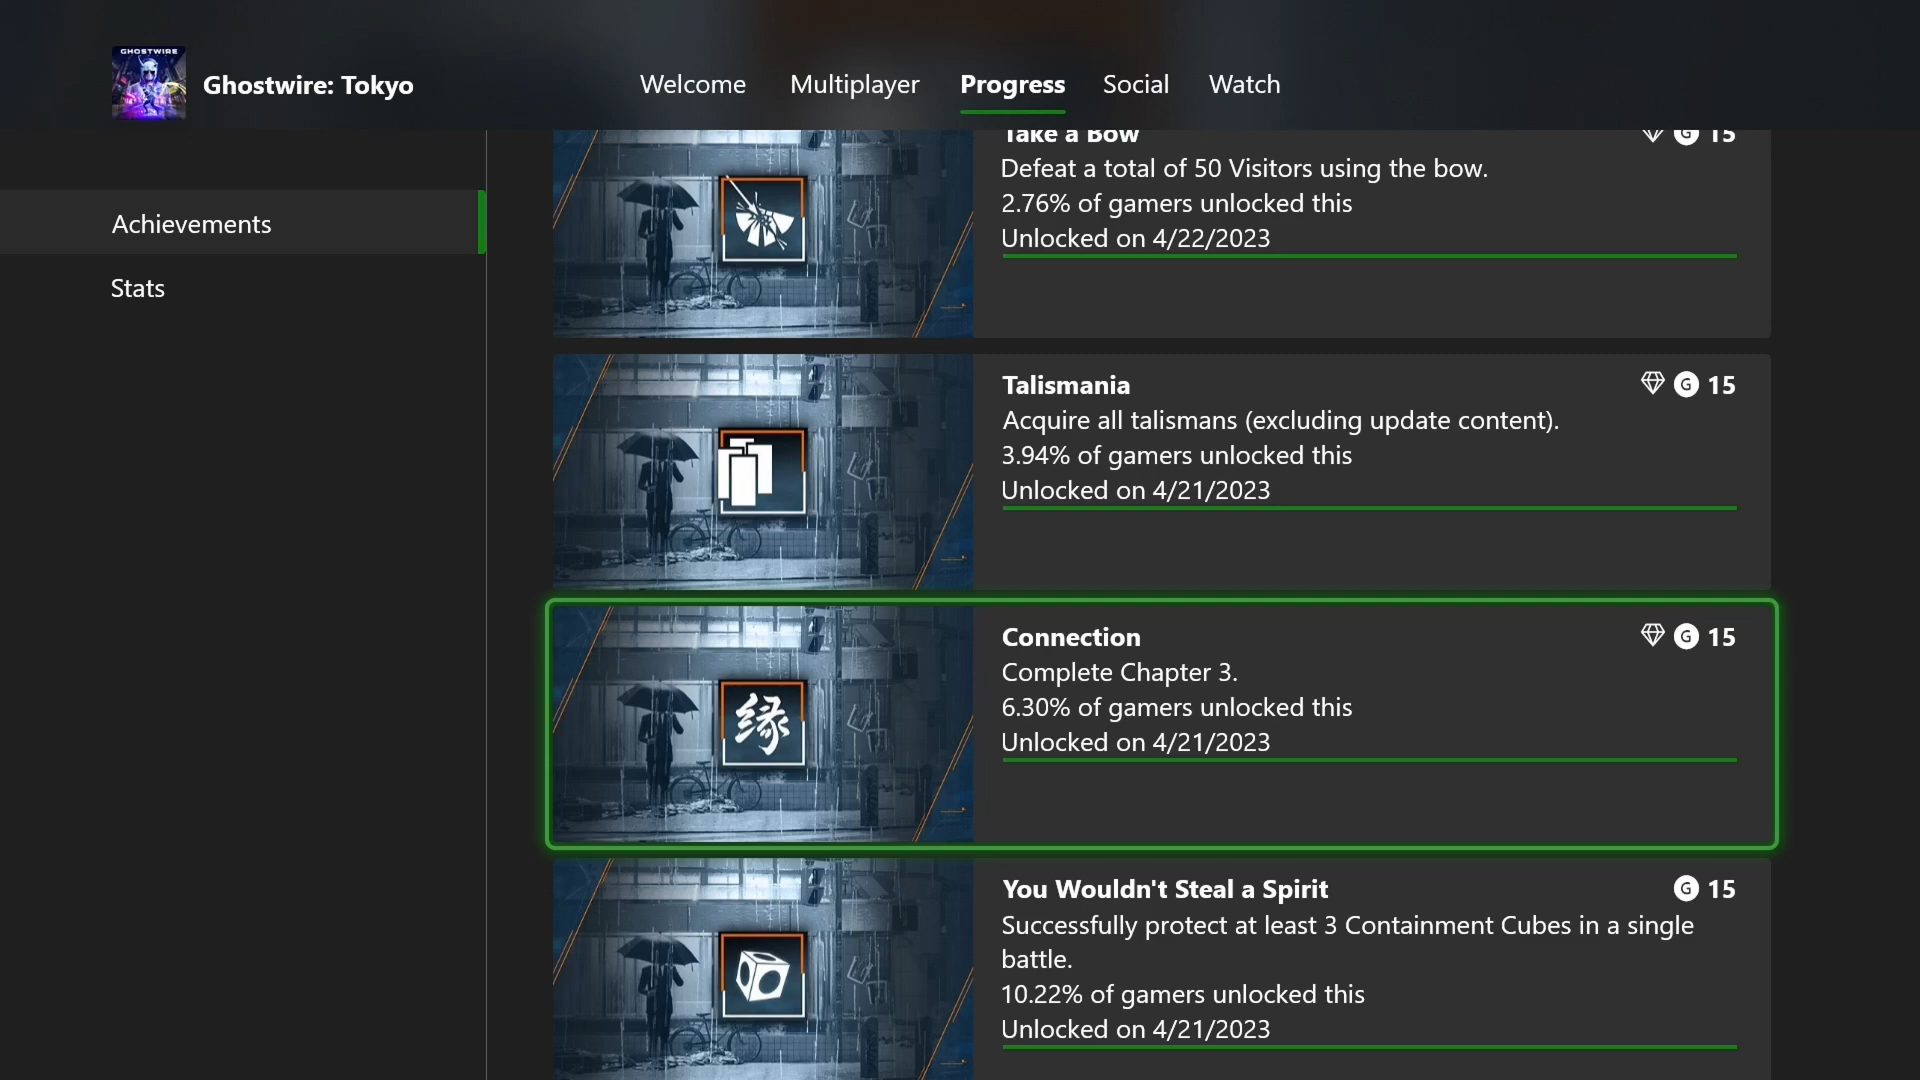 GHOSTWIRE
Ghostwire: Tokyo
Welcome
Multiplayer
Progress
Social
Watch
Achievements
Stats
Take a Bow
G 15
Defeat a total of 50 Visitors using the bow.
2.76% of gamers unlocked this
Unlocked on 4/22/2023
Talismania
G 15
Acquire all talismans (excluding update content).
3.94% of gamers unlocked this
Unlocked on 4/21/2023
縁
Connection
G 15
Complete Chapter 3.
6.30% of gamers unlocked this
Unlocked on 4/21/2023
You Wouldn't Steal a Spirit
G 15
Successfully protect at least 3 Containment Cubes in a single
battle.
10.22% of gamers unlocked this
Unlocked on 4/21/2023